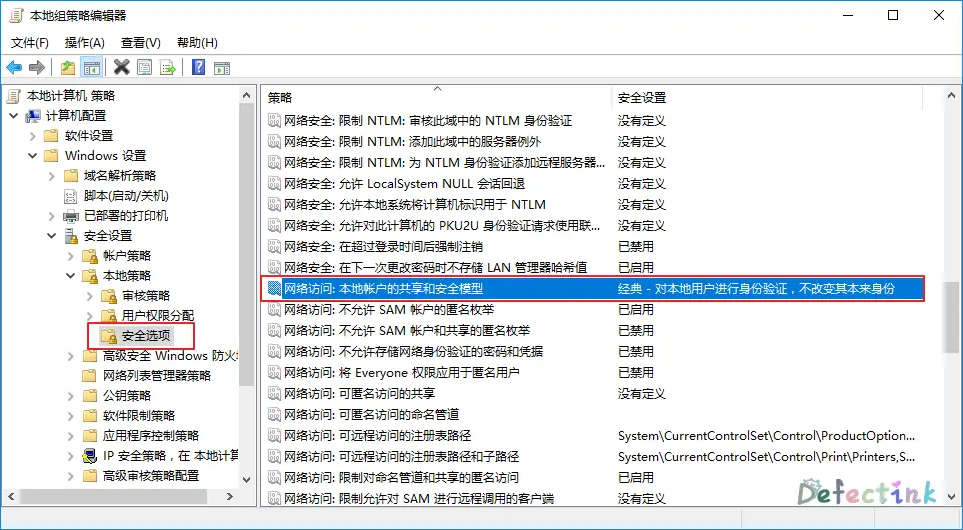 本地组策略编辑器
文件(F) 操作(A) 查看(V) 帮助(H)
本地计算机 策略
计算机配置
软件设置
Windows 设置
域名解析策略
脚本(启动/关机)
已部署的打印机
安全设置
帐户策略
本地策略
审核策略
用户权限分配
安全选项
高级安全 Windows 防火
网络列表管理器策略
公钥策略
软件限制策略
应用程序控制策略
IP 安全策略，在 本地计算
高级审核策略配置
策略 安全设置
网络安全: 限制 NTLM: 审核此域中的 NTLM 身份验证 没有定义
网络安全: 限制 NTLM: 添加此域中的服务器例外 没有定义
网络安全: 限制 NTLM: 为 NTLM 身份验证添加远程服务器... 没有定义
网络安全: 允许 LocalSystem NULL 会话回退 没有定义
网络安全: 允许本地系统将计算机标识用于 NTLM 没有定义
网络安全: 允许对此计算机的 PKU2U 身份验证请求使用联... 没有定义
网络安全: 在超过登录时间后强制注销 已禁用
网络安全: 在下一次更改密码时不存储 LAN 管理器哈希值 已启用
网络访问: 本地帐户的共享和安全模型 经典 - 对本地用户进行身份验证，不改变其本来身份
网络访问: 不允许 SAM 帐户的匿名枚举 已启用
网络访问: 不允许 SAM 帐户和共享的匿名枚举 已禁用
网络访问: 不允许存储网络身份验证的密码和凭据 已禁用
网络访问: 将 Everyone 权限应用于匿名用户 已禁用
网络访问: 可匿名访问的共享 没有定义
网络访问: 可匿名访问的命名管道
网络访问: 可远程访问的注册表路径 System\CurrentControlSet\Control\ProductOption...
网络访问: 可远程访问的注册表路径和子路径 System\CurrentControlSet\Control\Print\Printers,S...
网络访问: 限制对命名管道和共享的匿名访问 已启用
网络访问: 限制允许对 SAM 进行远程调用的客户端 没有定义
Defectink